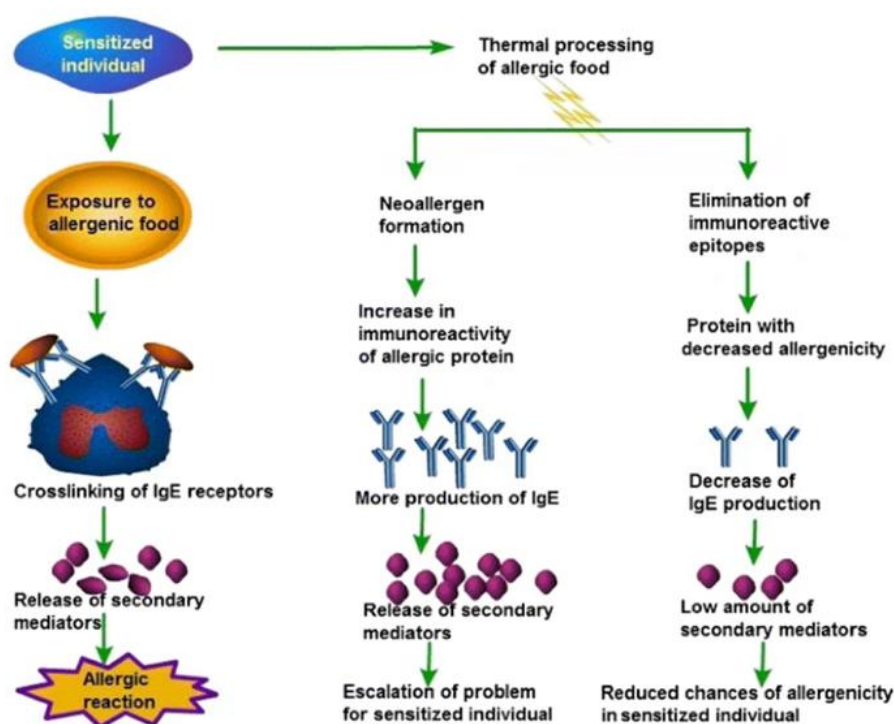 Sensitized
individual
Thermal processing
of allergic food
Exposure to
allergenic food
Neoallergen
formation
Elimination of
immunoreactive
epitopes
Increase in
immunoreactivity
of allergic protein
Protein with
decreased allergenicity
Crosslinking of IgE receptors
More production of IgE
Decrease of
IgE production
Release of secondary
mediators
Release of secondary
mediators
Low amount of
secondary mediators
Allergic
reaction
Escalation of problem
for sensitized individual
Reduced chances of allergenicity
in sensitized individual